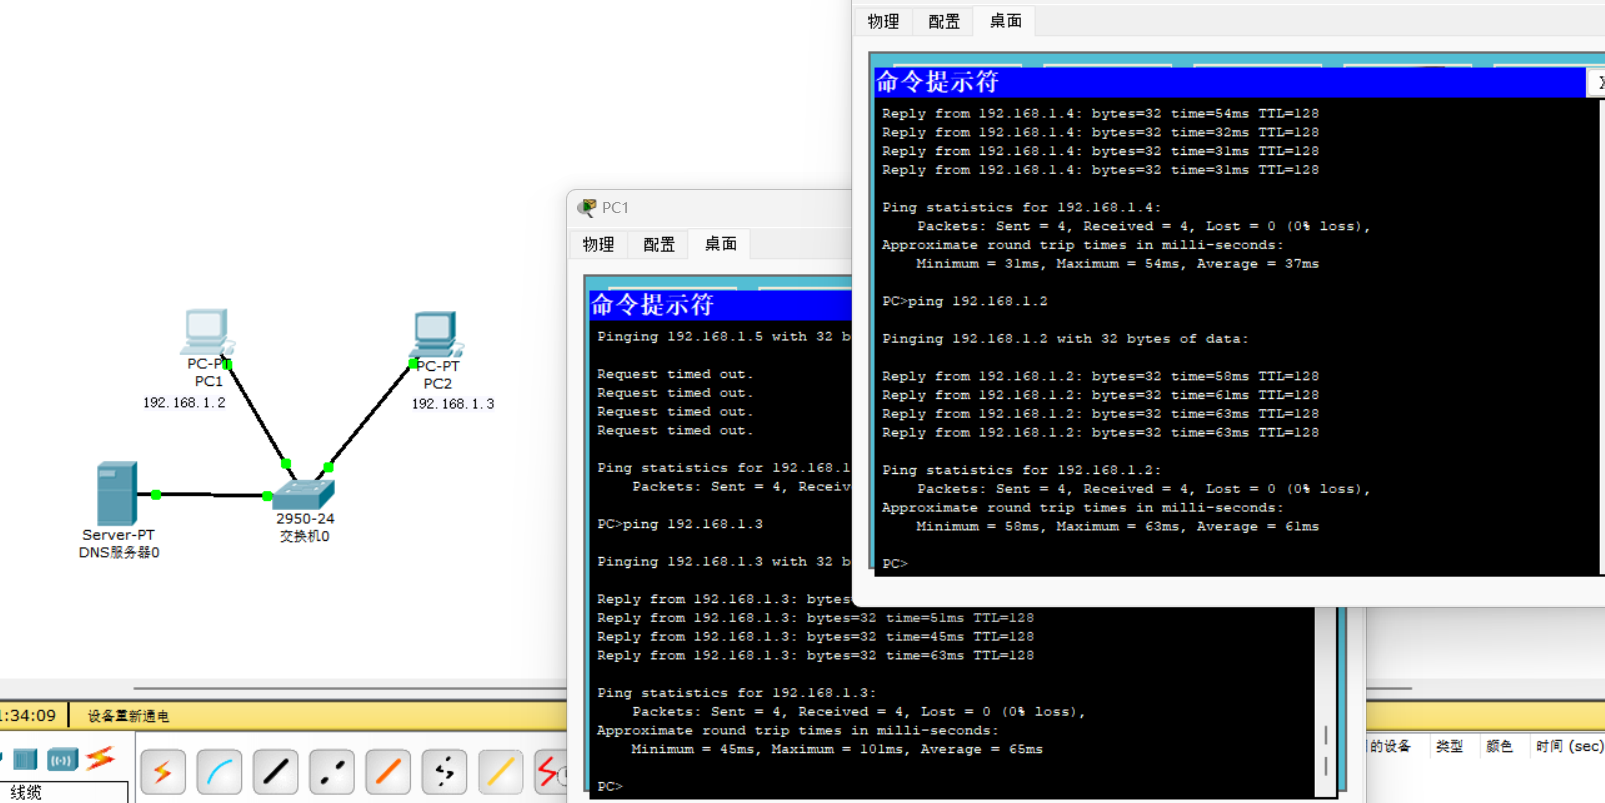 PC-PT
PC1
192.168.1.2
PC-PT
PC2
192.168.1.3
Server-PT
DNS服务器0
2950-24
交换机0
PC1
物理 配置 桌面
命令提示符
Pinging 192.168.1.5 with 32 b
Request timed out.
Request timed out.
Request timed out.
Request timed out.
Ping statistics for 192.168.1
Packets: Sent = 4, Receiv
PC>ping 192.168.1.3
Pinging 192.168.1.3 with 32 b
Reply from 192.168.1.3: bytes=
Reply from 192.168.1.3: bytes=32 time=51ms TTL=128
Reply from 192.168.1.3: bytes=32 time=45ms TTL=128
Reply from 192.168.1.3: bytes=32 time=63ms TTL=128
Ping statistics for 192.168.1.3:
Packets: Sent = 4, Received = 4, Lost = 0 (0% loss),
Approximate round trip times in milli-seconds:
Minimum = 45ms, Maximum = 101ms, Average = 65ms
PC>
物理 配置 桌面
命令提示符
X
Reply from 192.168.1.4: bytes=32 time=54ms TTL=128
Reply from 192.168.1.4: bytes=32 time=32ms TTL=128
Reply from 192.168.1.4: bytes=32 time=31ms TTL=128
Reply from 192.168.1.4: bytes=32 time=31ms TTL=128
Ping statistics for 192.168.1.4:
Packets: Sent = 4, Received = 4, Lost = 0 (0% loss),
Approximate round trip times in milli-seconds:
Minimum = 31ms, Maximum = 54ms, Average = 37ms
PC>ping 192.168.1.2
Pinging 192.168.1.2 with 32 bytes of data:
Reply from 192.168.1.2: bytes=32 time=58ms TTL=128
Reply from 192.168.1.2: bytes=32 time=61ms TTL=128
Reply from 192.168.1.2: bytes=32 time=63ms TTL=128
Reply from 192.168.1.2: bytes=32 time=63ms TTL=128
Ping statistics for 192.168.1.2:
Packets: Sent = 4, Received = 4, Lost = 0 (0% loss),
Approximate round trip times in milli-seconds:
Minimum = 58ms, Maximum = 63ms, Average = 61ms
PC>
:34:09 设备重新通电
线缆
的设备 类型 颜色 时间 (sec)